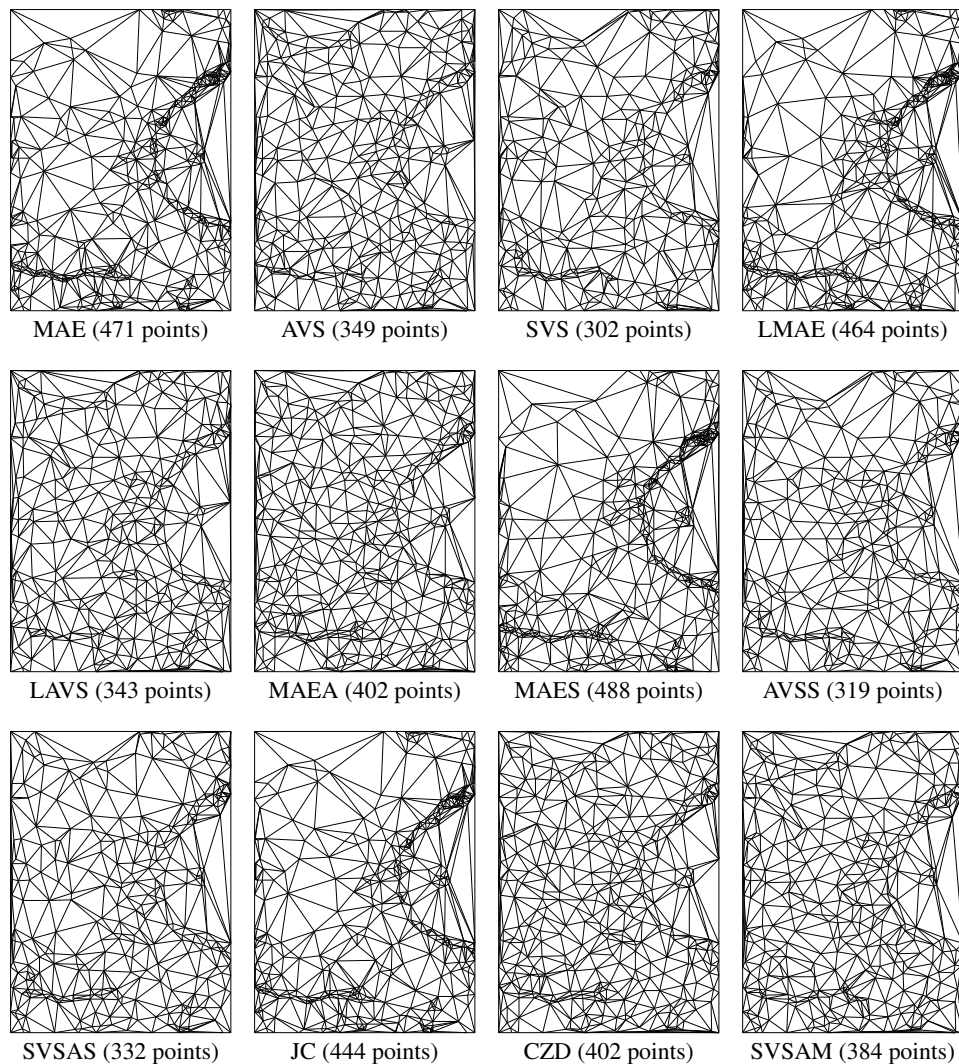 MAE (471 points) AVS (349 points) SVS (302 points) LMAE (464 points)
LAVS (343 points) MAEA (402 points) MAES (488 points) AVSS (319 points)
SVSAS (332 points) JC (444 points) CZD (402 points) SVSAM (384 points)